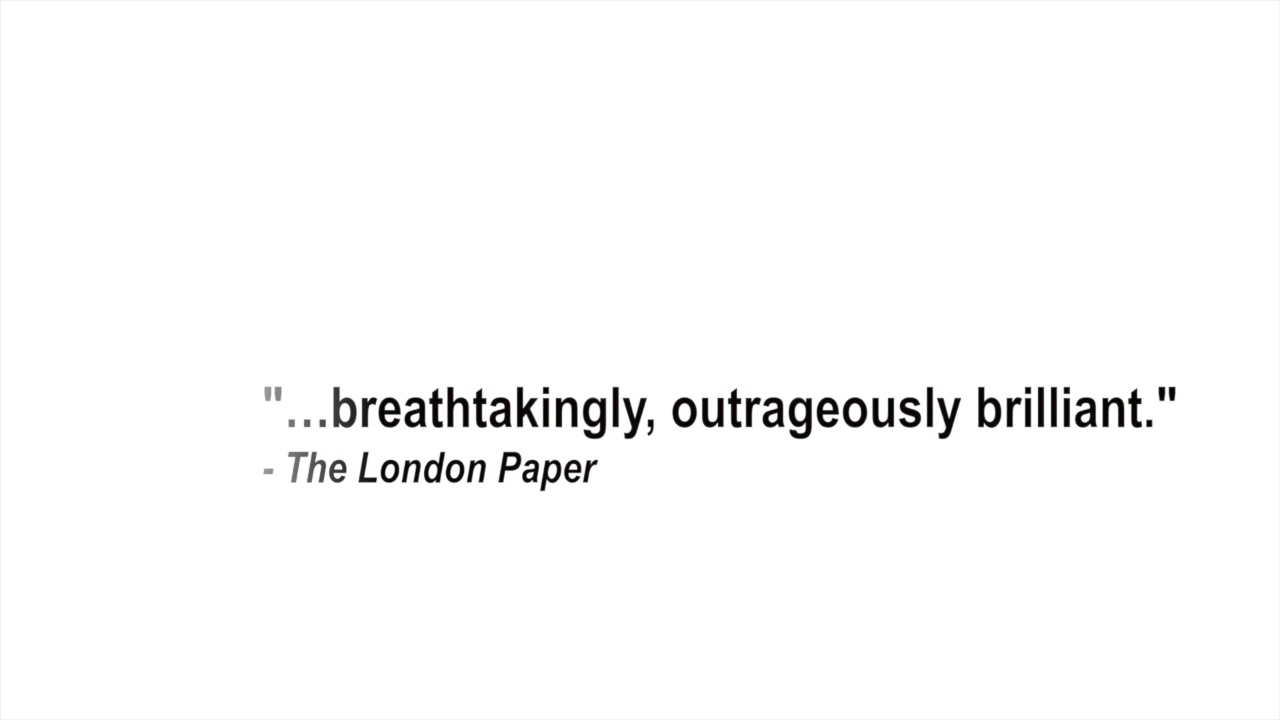 "...breathtakingly, outrageously brilliant."
- The London Paper